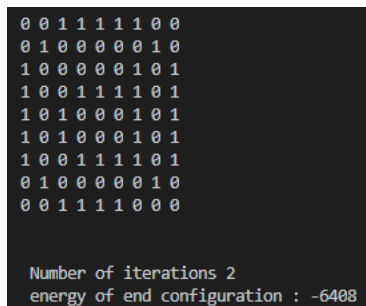 0 0 1 1 1 1 1 0 0
0 1 0 0 0 0 0 1 0
1 0 0 0 0 0 1 0 1
1 0 0 1 1 1 1 0 1
1 0 1 0 0 0 1 0 1
1 0 1 0 0 0 1 0 1
1 0 0 1 1 1 1 0 1
0 1 0 0 0 0 0 1 0
0 0 1 1 1 1 0 0 0
Number of iterations 2
energy of end configuration : -6408